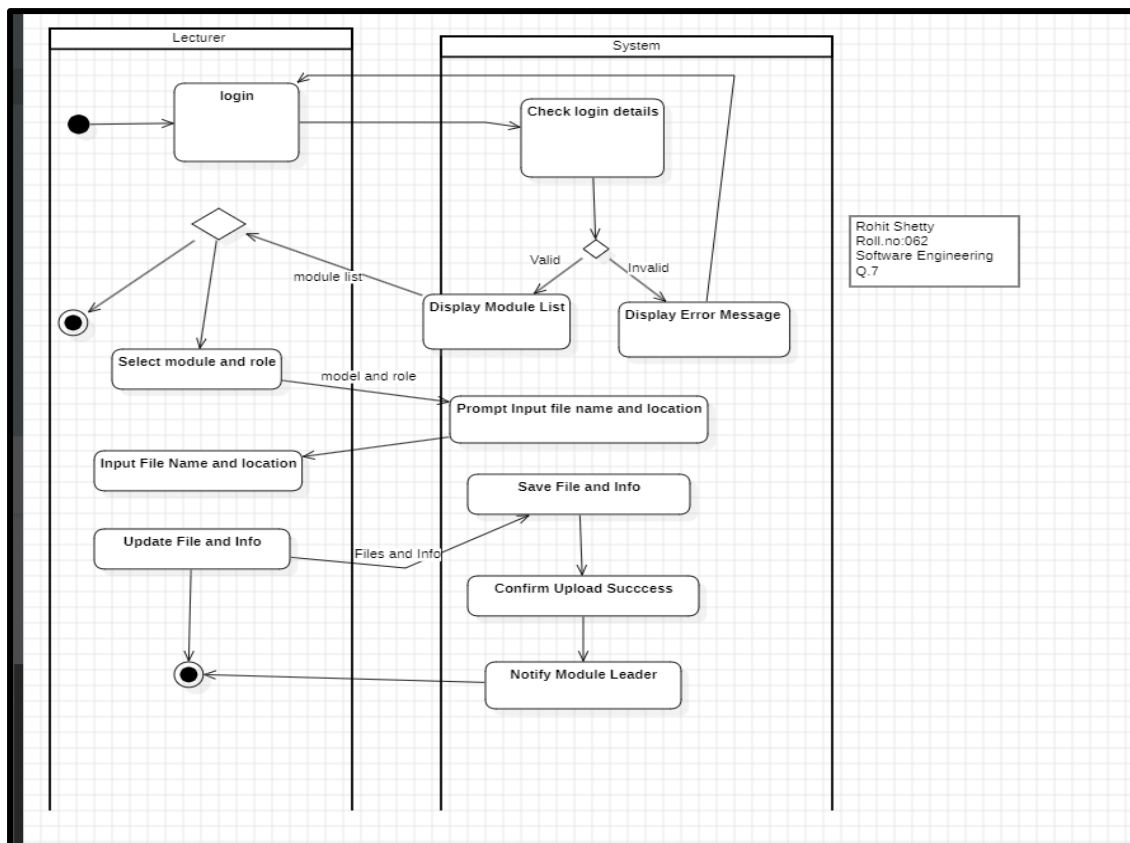 Lecturer
System
login
Check login details
Rohit Shetty
Roll.no:062
Software Engineering
Q.7
Valid
Invalid
module list
Display Module List
Display Error Message
Select module and role
model and role
Prompt Input file name and location
Input File Name and location
Save File and Info
Update File and Info
Files and Info
Confirm Upload Succcess
Notify Module Leader